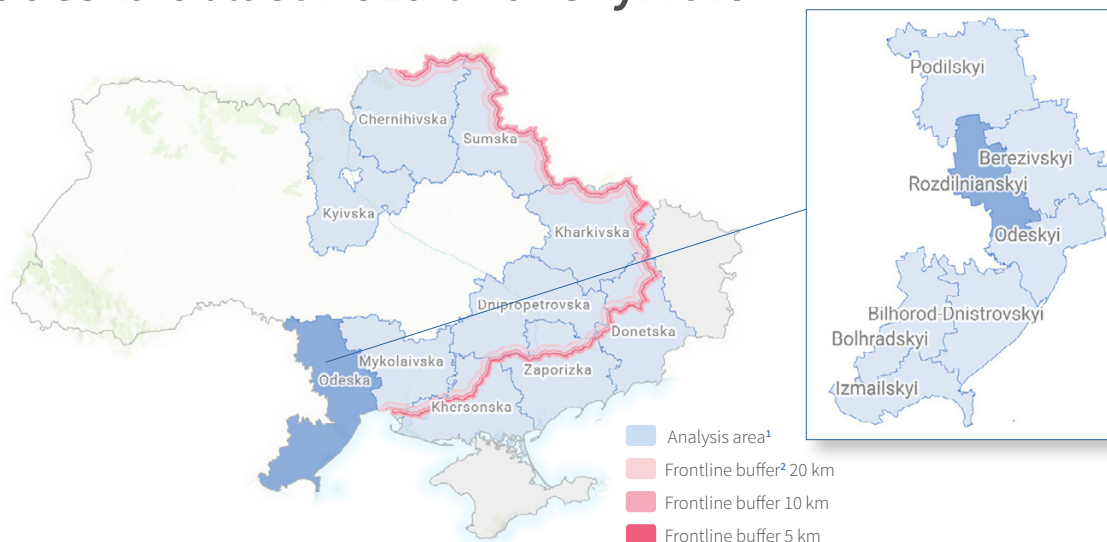 Chernihivska
Sumska
Kyivska
Kharkivska
Dnipropetrovska
Donetska
Mykolaivska
Zaporizka
Odeska
Khersonska
Podilskyi
Berezivskyi
Rozdilnianskyi
Odeskyi
Bilhorod-Dnistrovskyi
Bolhradskyi
Izmailskyi
Analysis area¹
Frontline buffer² 20 km
Frontline buffer 10 km
Frontline buffer 5 km